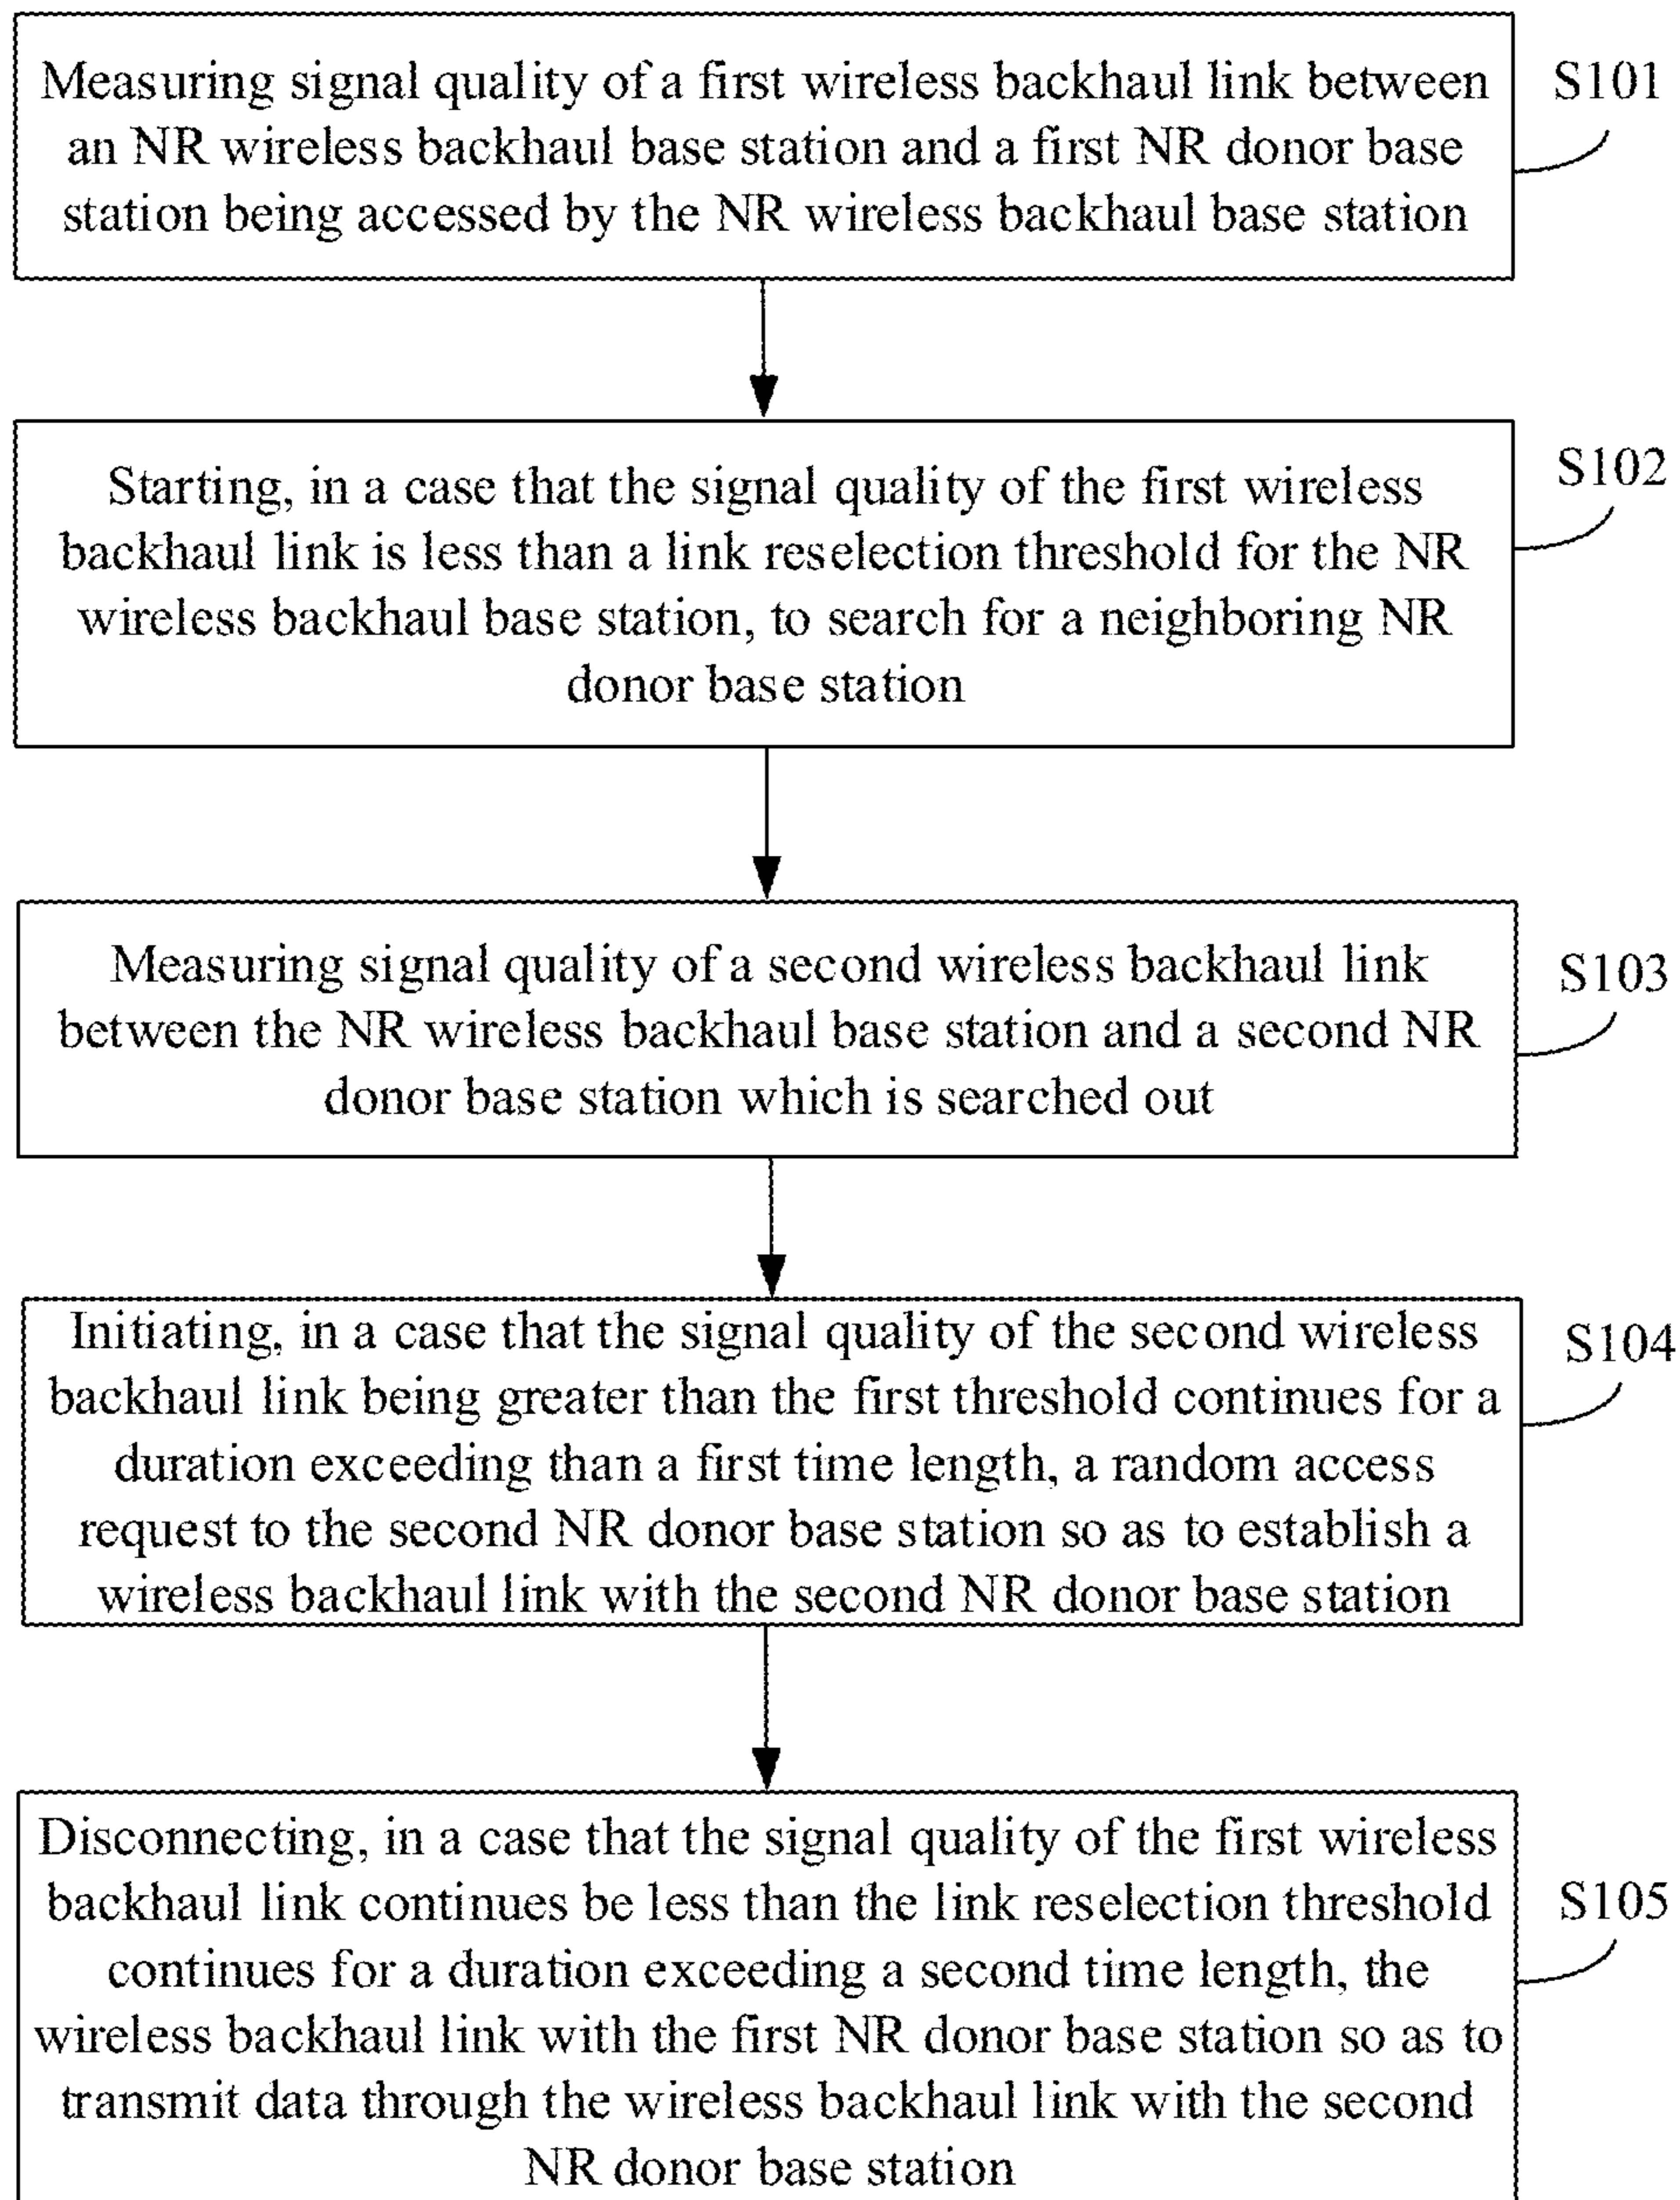 Measuring signal quality of a first wireless backhaul link between
an NR wireless backhaul base station and a first NR donor base
station being accessed by the NR wireless backhaul base station
S101
Starting, in a case that the signal quality of the first wireless
backhaul link is less than a link reselection threshold for the NR
wireless backhaul base station, to search for a neighboring NR
donor base station
S102
Measuring signal quality of a second wireless backhaul link
between the NR wireless backhaul base station and a second NR
donor base station which is searched out
S103
Initiating, in a case that the signal quality of the second wireless
backhaul link being greater than the first threshold continues for a
duration exceeding than a first time length, a random access
request to the second NR donor base station so as to establish a
wireless backhaul link with the second NR donor base station
S104
Disconnecting, in a case that the signal quality of the first wireless
backhaul link continues be less than the link reselection threshold
continues for a duration exceeding a second time length, the
wireless backhaul link with the first NR donor base station so as to
transmit data through the wireless backhaul link with the second
NR donor base station
S105